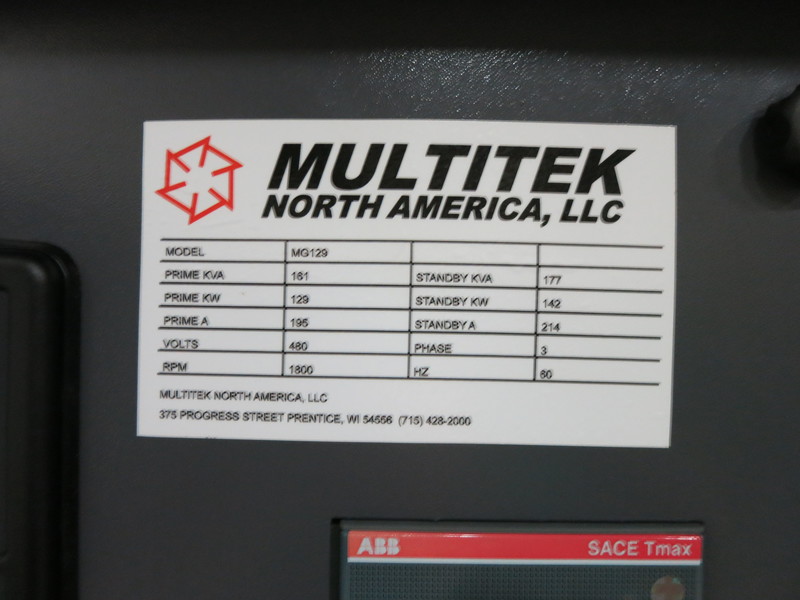 MULTITEK
NORTH AMERICA, LLC
MODEL MG129
PRIME KVA 161 STANDBY KVA 177
PRIME KW 129 STANDBY KW 142
PRIME A 195 STANDBY A 214
VOLTS 480 PHASE 3
RPM 1800 HZ 60
MULTITEK NORTH AMERICA, LLC
375 PROGRESS STREET PRENTICE, WI 54556 (715) 428-2000
ABB SACE Tmax